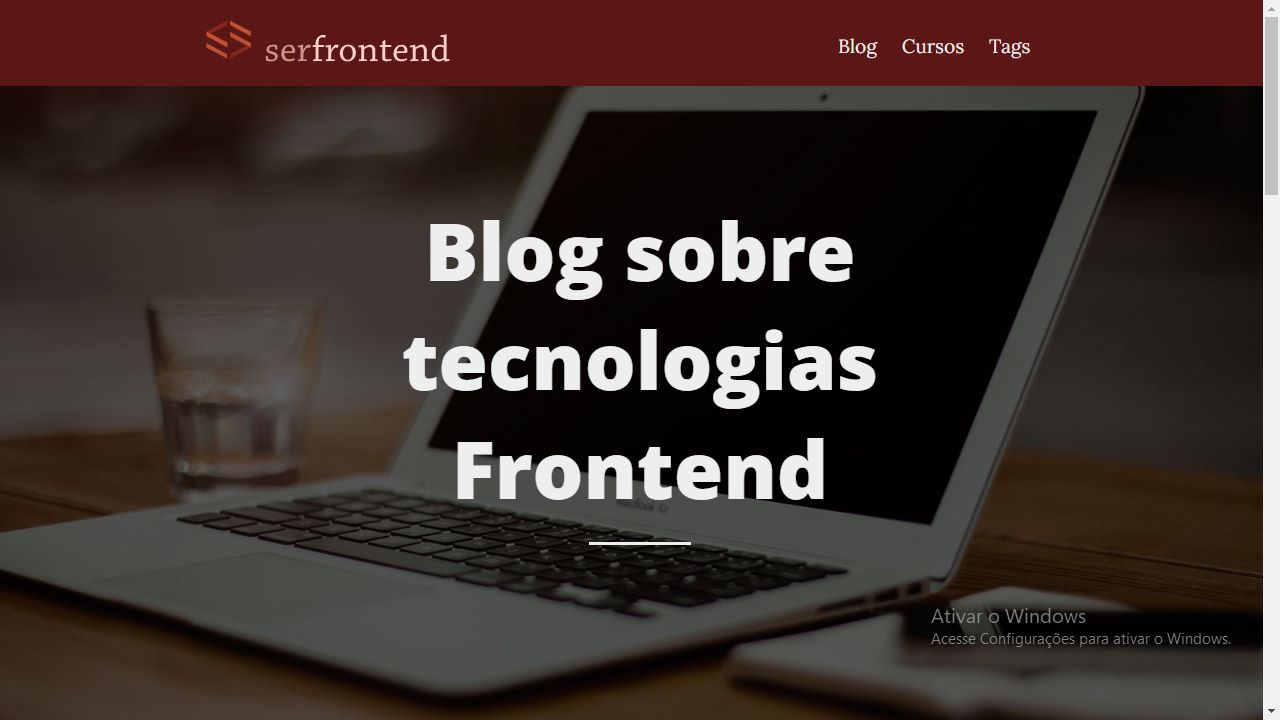 serfrontend
Blog Cursos Tags
Blog sobre
tecnologias
Frontend
MacBook Air
Ativar o Windows
Acesse Configurações para ativar o Windows.